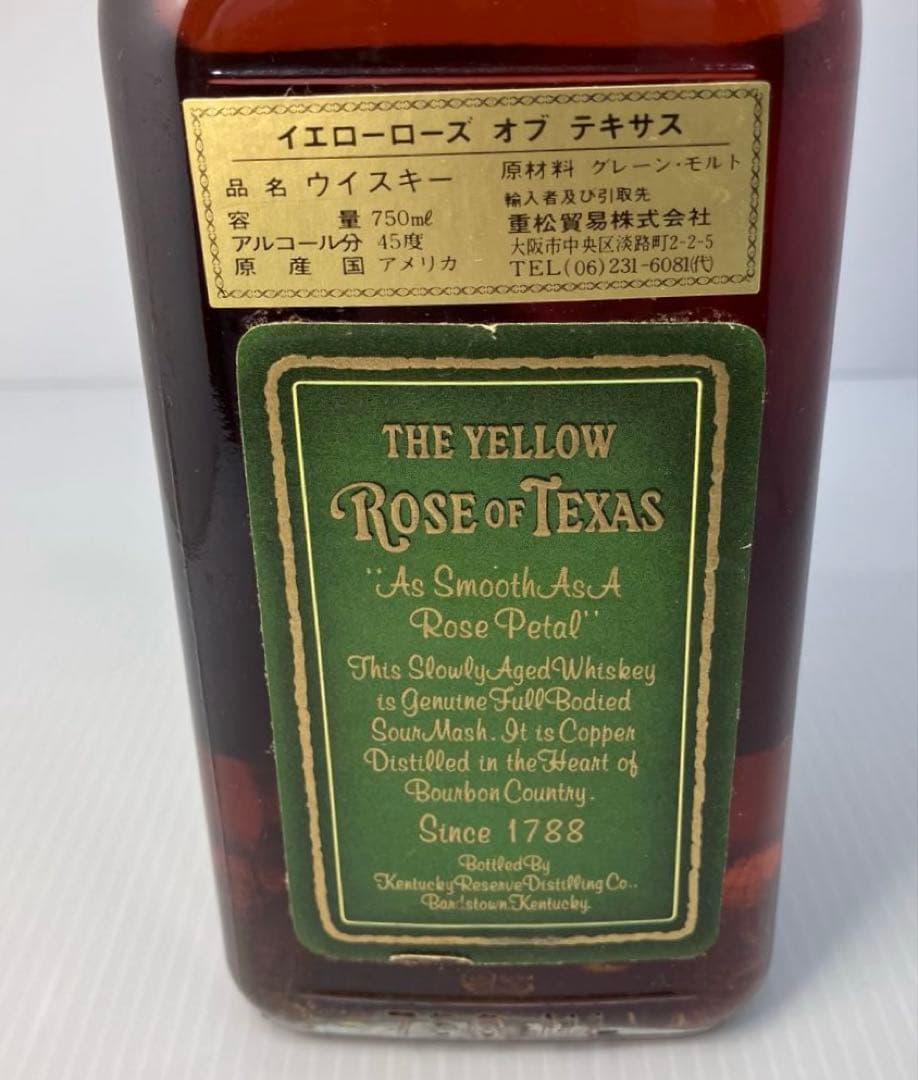 イエローローズ オブ テキサス
品名 ウイスキー
容量 750mℓ
アルコール分 45度
原産国 アメリカ
原材料 グレーン・モルト
輸入者及び引取先
重松貿易株式会社
大阪市中央区淡路町2-2-5
TEL(06)231-6081(代)
THE YELLOW
ROSE OF TEXAS
"As Smooth As A
Rose Petal"
This Slowly Aged Whiskey
is Genuine Full Bodied
Sour Mash. It is Copper
Distilled in the Heart of
Bourbon Country.
Since 1788
Bottled By
Kentucky Reserve Distilling Co..
Bardstown, Kentucky.
750 ML